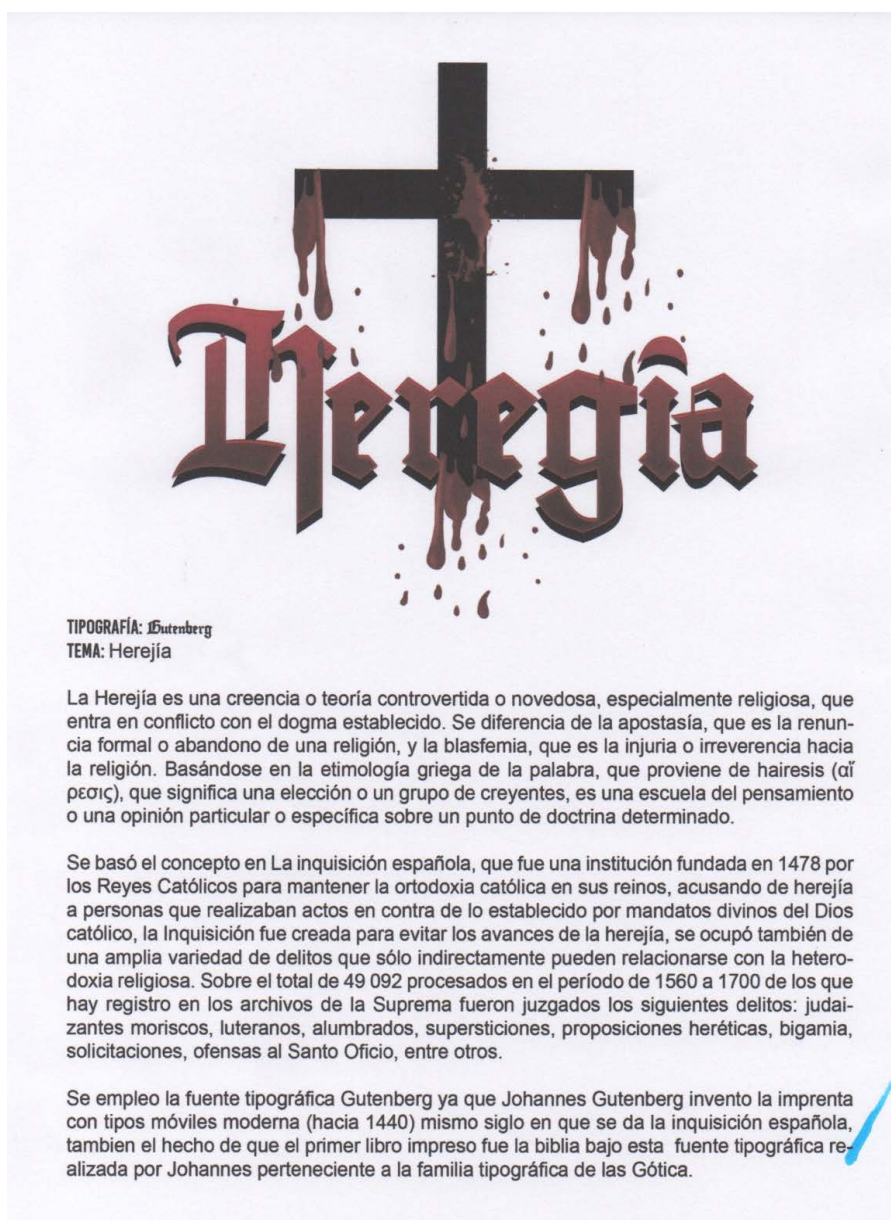 Heregía
TIPOGRAFÍA: Gutenberg
TEMA: Herejía
La Herejía es una creencia o teoría controvertida o novedosa, especialmente religiosa, que
entra en conflicto con el dogma establecido. Se diferencia de la apostasía, que es la renun-
cia formal o abandono de una religión, y la blasfemia, que es la injuria o irreverencia hacia
la religión. Basándose en la etimología griega de la palabra, que proviene de hairesis (αἵ
ρεσις), que significa una elección o un grupo de creyentes, es una escuela del pensamiento
o una opinión particular o específica sobre un punto de doctrina determinado.
Se basó el concepto en La inquisición española, que fue una institución fundada en 1478 por
los Reyes Católicos para mantener la ortodoxia católica en sus reinos, acusando de herejía
a personas que realizaban actos en contra de lo establecido por mandatos divinos del Dios
católico, la Inquisición fue creada para evitar los avances de la herejía, se ocupó también de
una amplia variedad de delitos que sólo indirectamente pueden relacionarse con la hetero-
doxia religiosa. Sobre el total de 49 092 procesados en el período de 1560 a 1700 de los que
hay registro en los archivos de la Suprema fueron juzgados los siguientes delitos: judai-
zantes moriscos, luteranos, alumbrados, supersticiones, proposiciones heréticas, bigamia,
solicitaciones, ofensas al Santo Oficio, entre otros.
Se empleo la fuente tipográfica Gutenberg ya que Johannes Gutenberg invento la imprenta
con tipos móviles moderna (hacia 1440) mismo siglo en que se da la inquisición española,
tambien el hecho de que el primer libro impreso fue la biblia bajo esta fuente tipográfica re-
alizada por Johannes perteneciente a la familia tipográfica de las Gótica.